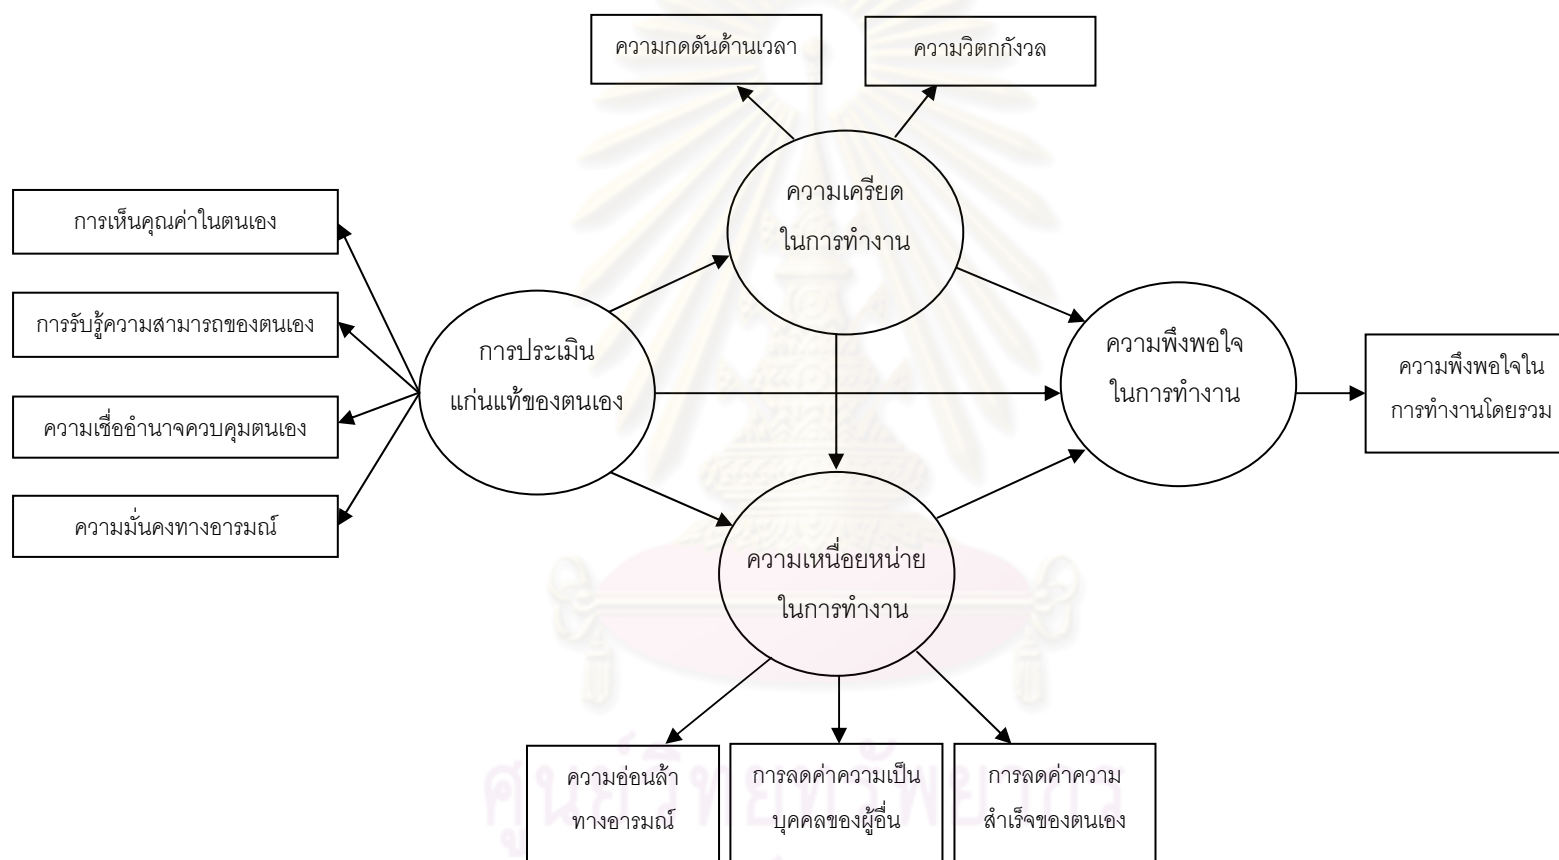 ความกดดันด้านเวลา
ความวิตกกังวล
ความเครียด
ในการทำงาน
การเห็นคุณค่าในตนเอง
การรับรู้ความสามารถของตนเอง
ความเชื่ออำนาจควบคุมตนเอง
ความมั่นคงทางอารมณ์
การประเมิน
แก่นแท้ของตนเอง
ความพึงพอใจ
ในการทำงาน
ความพึงพอใจใน
การทำงานโดยรวม
ความเหนื่อยหน่าย
ในการทำงาน
ความอ่อนล้า
ทางอารมณ์
การลดค่าความเป็น
บุคคลของผู้อื่น
การลดค่าความ
สำเร็จของตนเอง
ศูนย์วิทยทรัพยากร